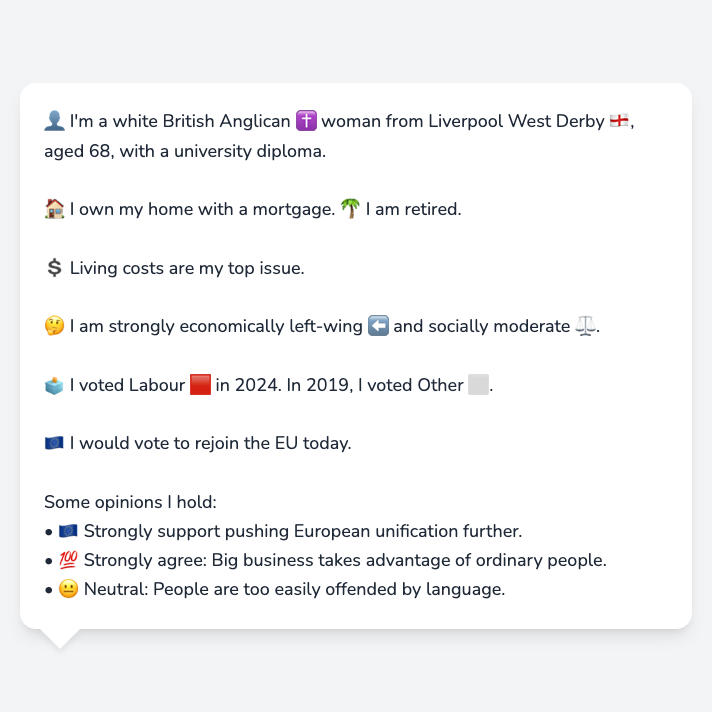 👤 I'm a white British Anglican ✝️ woman from Liverpool West Derby 🏴󠁧󠁢󠁥󠁮󠁧󠁿,
aged 68, with a university diploma.
🏠 I own my home with a mortgage. 🌴 I am retired.
💲 Living costs are my top issue.
🤔 I am strongly economically left-wing ⬅️ and socially moderate ⚖️.
🗳️ I voted Labour 🟥 in 2024. In 2019, I voted Other ⬜.
🇪🇺 I would vote to rejoin the EU today.
Some opinions I hold:
• 🇪🇺 Strongly support pushing European unification further.
• 💯 Strongly agree: Big business takes advantage of ordinary people.
• 😐 Neutral: People are too easily offended by language.